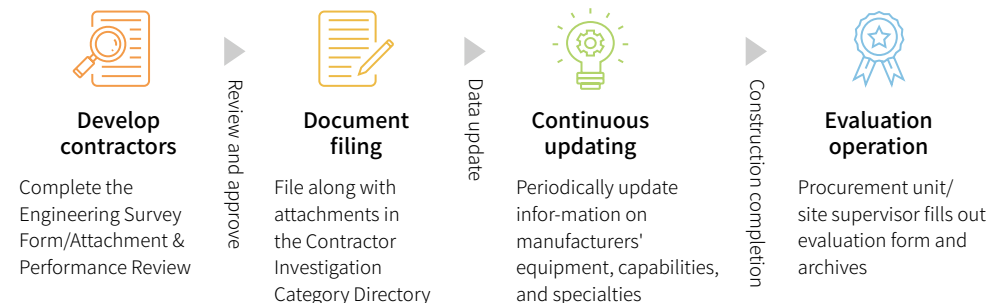 Develop
contractors
Complete the
Engineering Survey
Form/Attachment &
Performance Review
Review and approve
Document
filing
File along with
attachments in
the Contractor
Investigation
Category Directory
Data update
Continuous
updating
Periodically update
infor-mation on
manufacturers'
equipment, capabilities,
and specialties
Construction completion
Evaluation
operation
Procurement unit/
site supervisor fills out
evaluation form and
archives